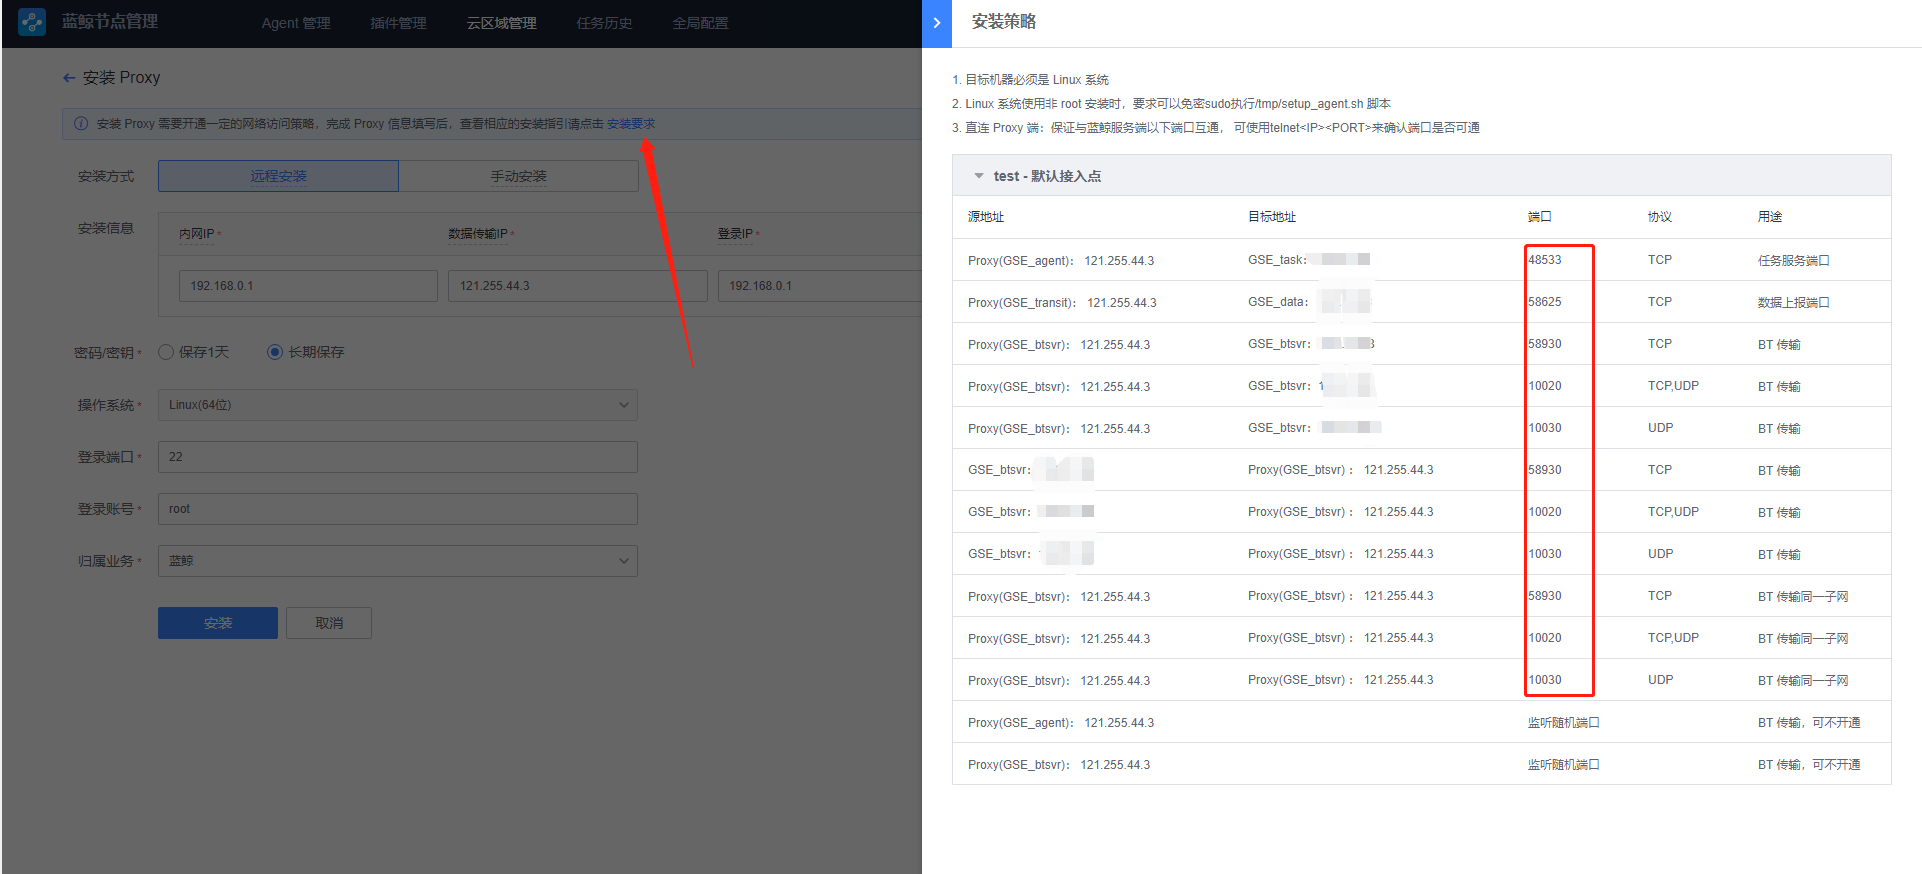 蓝鲸节点管理
Agent 管理
插件管理
云区域管理
任务历史
全局配置
安装 Proxy
安装 Proxy 需要开通一定的网络访问策略，完成 Proxy 信息填写后，查看相应的安装指引请点击 安装要求
安装方式
远程安装
手动安装
安装信息
内网IP *
数据传输IP *
登录IP *
192.168.0.1
121.255.44.3
192.168.0.1
密码/密钥 *
保存1天
长期保存
操作系统 *
Linux(64位)
登录端口 *
22
登录账号 *
root
归属业务 *
蓝鲸
安装
取消
安装策略
1. 目标机器必须是 Linux 系统
2. Linux 系统使用非 root 安装时，要求可以免密sudo执行/tmp/setup_agent.sh 脚本
3. 直连 Proxy 端：保证与蓝鲸服务端以下端口互通， 可使用telnet<IP><PORT>来确认端口是否可通
test - 默认接入点
源地址 目标地址 端口 协议 用途
Proxy(GSE_agent)： 121.255.44.3 GSE_task: 48533 TCP 任务服务端口
Proxy(GSE_transit)： 121.255.44.3 GSE_data： 58625 TCP 数据上报端口
Proxy(GSE_btsvr)： 121.255.44.3 GSE_btsvr： 58930 TCP BT 传输
Proxy(GSE_btsvr)： 121.255.44.3 GSE_btsvr： 10020 TCP,UDP BT 传输
Proxy(GSE_btsvr)： 121.255.44.3 GSE_btsvr： 10030 UDP BT 传输
GSE_btsvr： Proxy(GSE_btsvr)： 121.255.44.3 58930 TCP BT 传输
GSE_btsvr： Proxy(GSE_btsvr)： 121.255.44.3 10020 TCP,UDP BT 传输
GSE_btsvr： Proxy(GSE_btsvr)： 121.255.44.3 10030 UDP BT 传输
Proxy(GSE_btsvr)： 121.255.44.3 Proxy(GSE_btsvr)： 121.255.44.3 58930 TCP BT 传输同一子网
Proxy(GSE_btsvr)： 121.255.44.3 Proxy(GSE_btsvr)： 121.255.44.3 10020 TCP,UDP BT 传输同一子网
Proxy(GSE_btsvr)： 121.255.44.3 Proxy(GSE_btsvr)： 121.255.44.3 10030 UDP BT 传输同一子网
Proxy(GSE_agent)： 121.255.44.3 监听随机端口 BT 传输，可不开通
Proxy(GSE_btsvr)： 121.255.44.3 监听随机端口 BT 传输，可不开通